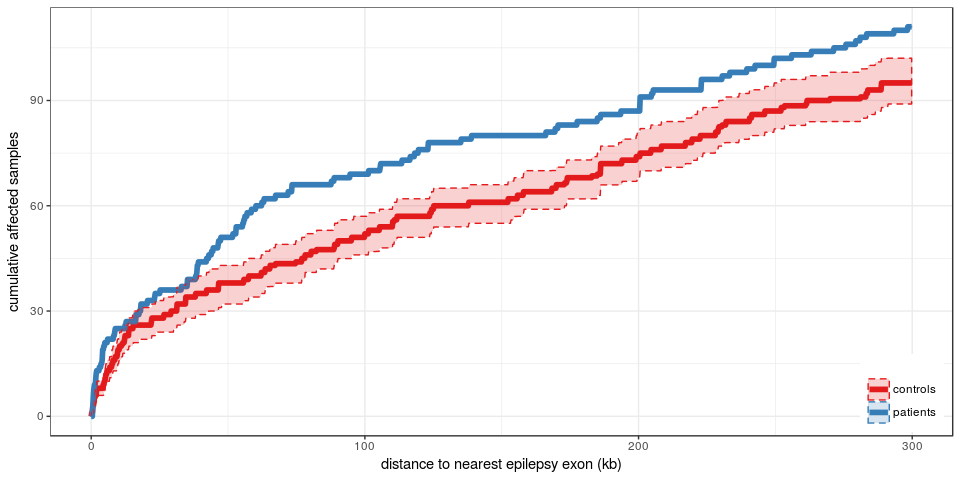 cumulative affected samples
90
60
30
0
0 100 200 300
distance to nearest epilepsy exon (kb)
controls
patients